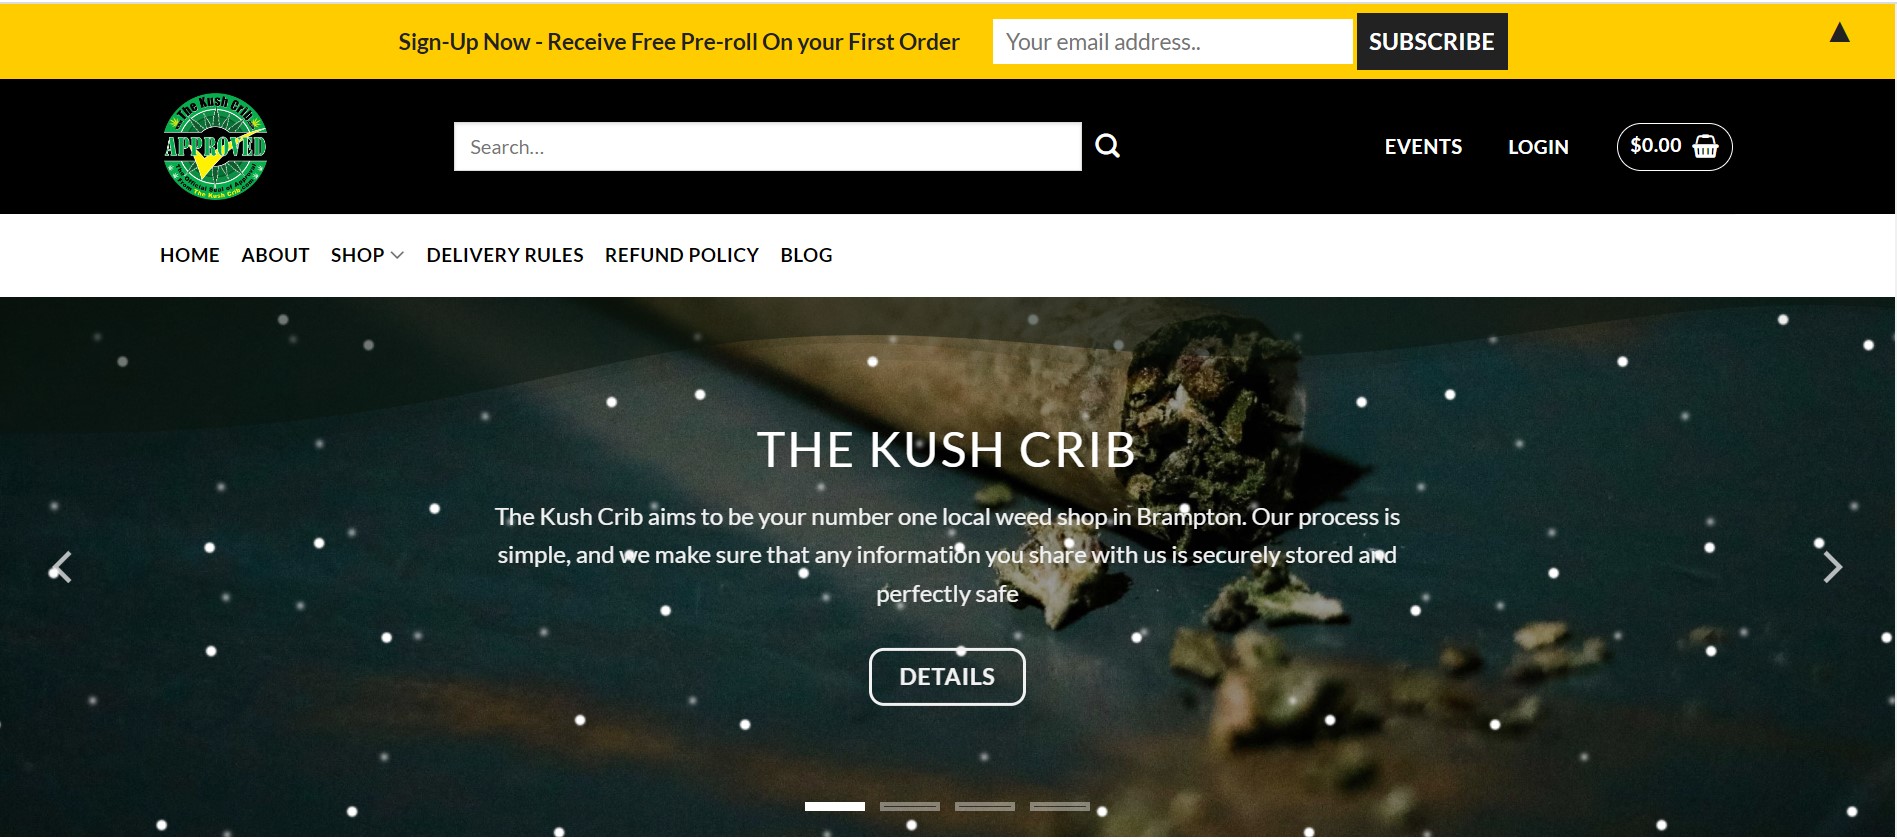 Sign-Up Now - Receive Free Pre-roll On your First Order
Your email address..
SUBSCRIBE
The Kush Crib
APPROVED
The Kush Crib
Search...
EVENTS
LOGIN
$0.00
HOME
ABOUT
SHOP
DELIVERY RULES
REFUND POLICY
BLOG
THE KUSH CRIB
The Kush Crib aims to be your number one local weed shop in Brampton. Our process is
simple, and we make sure that any information you share with us is securely stored and
perfectly safe
DETAILS